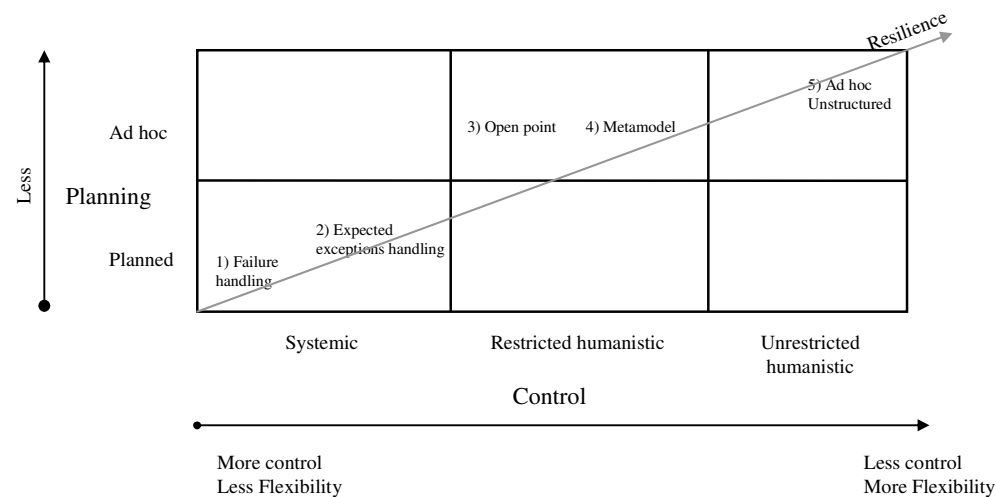 Resilience
5) Ad hoc
Unstructured
Ad hoc
3) Open point
4) Metamodel
Less
Planning
2) Expected
exceptions handling
Planned
1) Failure
handling
Systemic
Restricted humanistic
Unrestricted
humanistic
Control
More control
Less Flexibility
Less control
More Flexibility